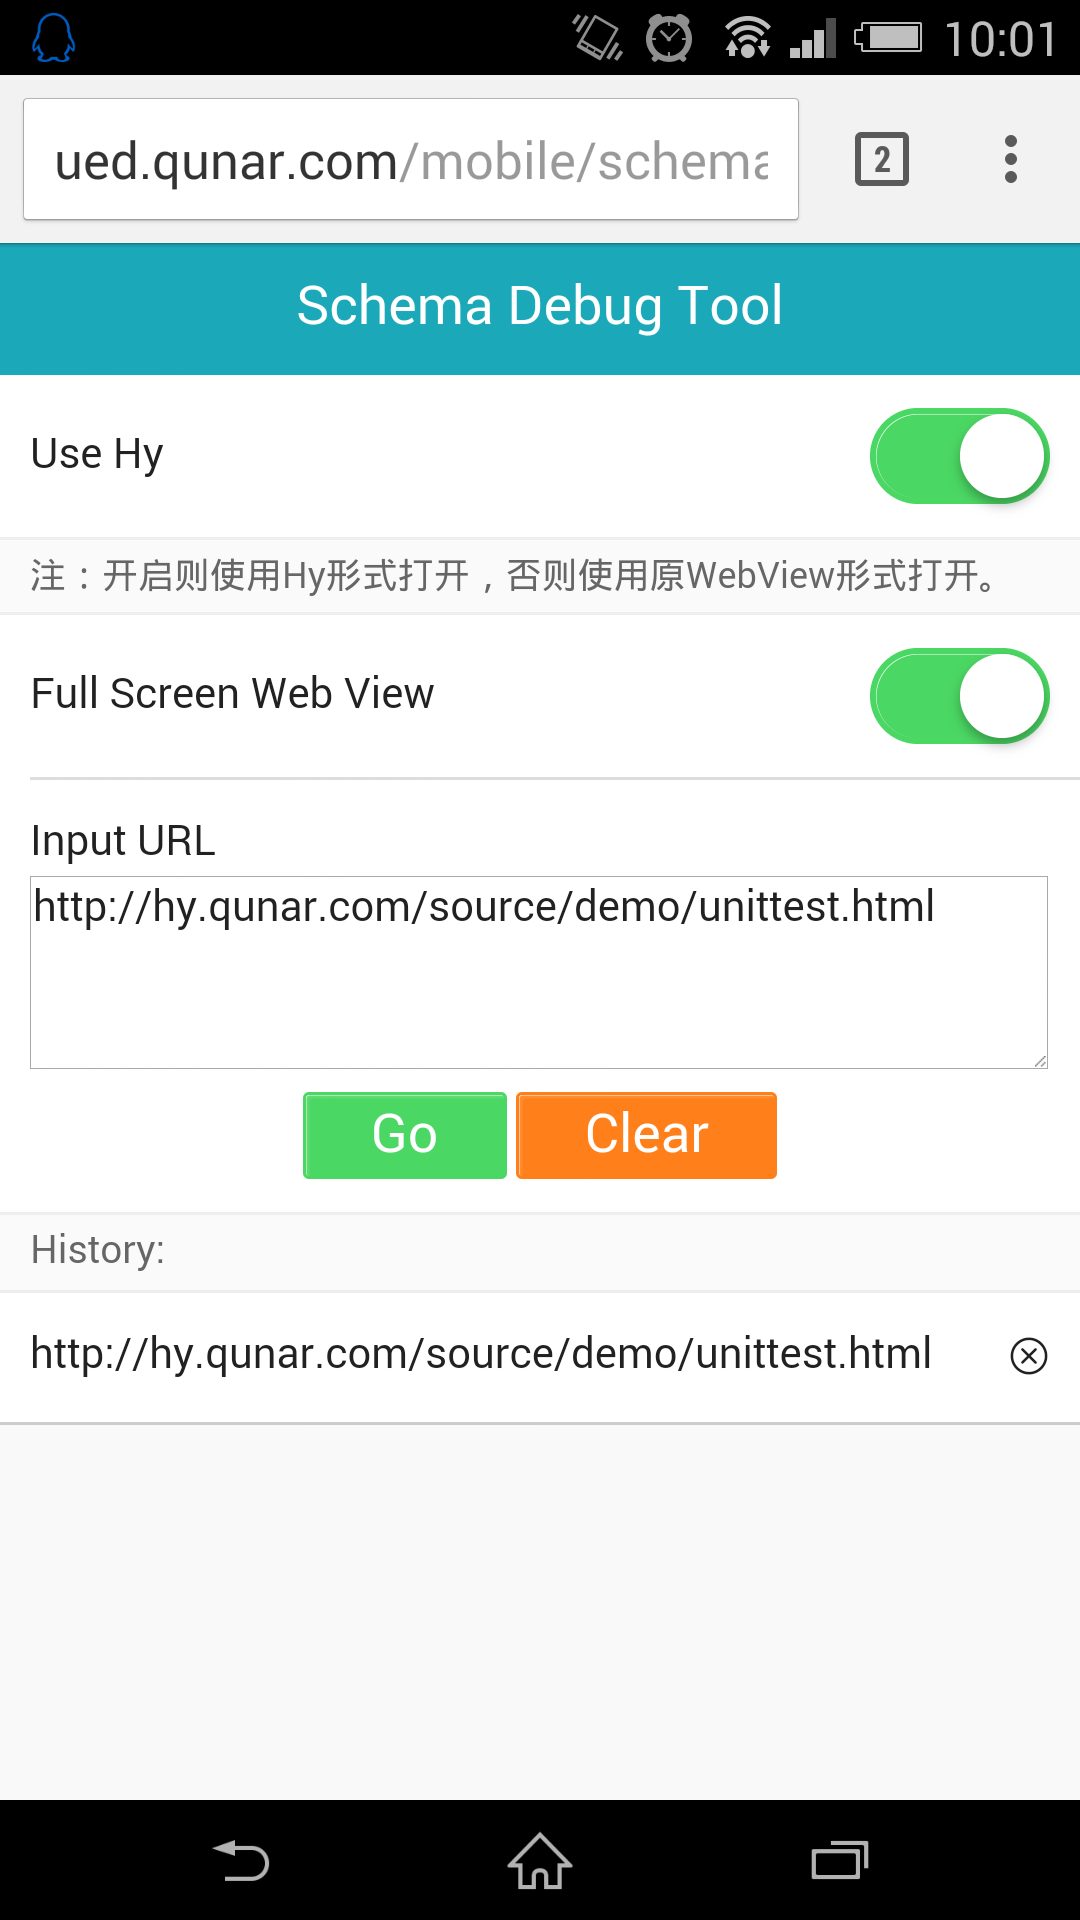 10:01
ued.qunar.com/mobile/schema
2
Schema Debug Tool
Use Hy
注：开启则使用Hy形式打开，否则使用原WebView形式打开。
Full Screen Web View
Input URL
http://hy.qunar.com/source/demo/unittest.html
Go Clear
History:
http://hy.qunar.com/source/demo/unittest.html